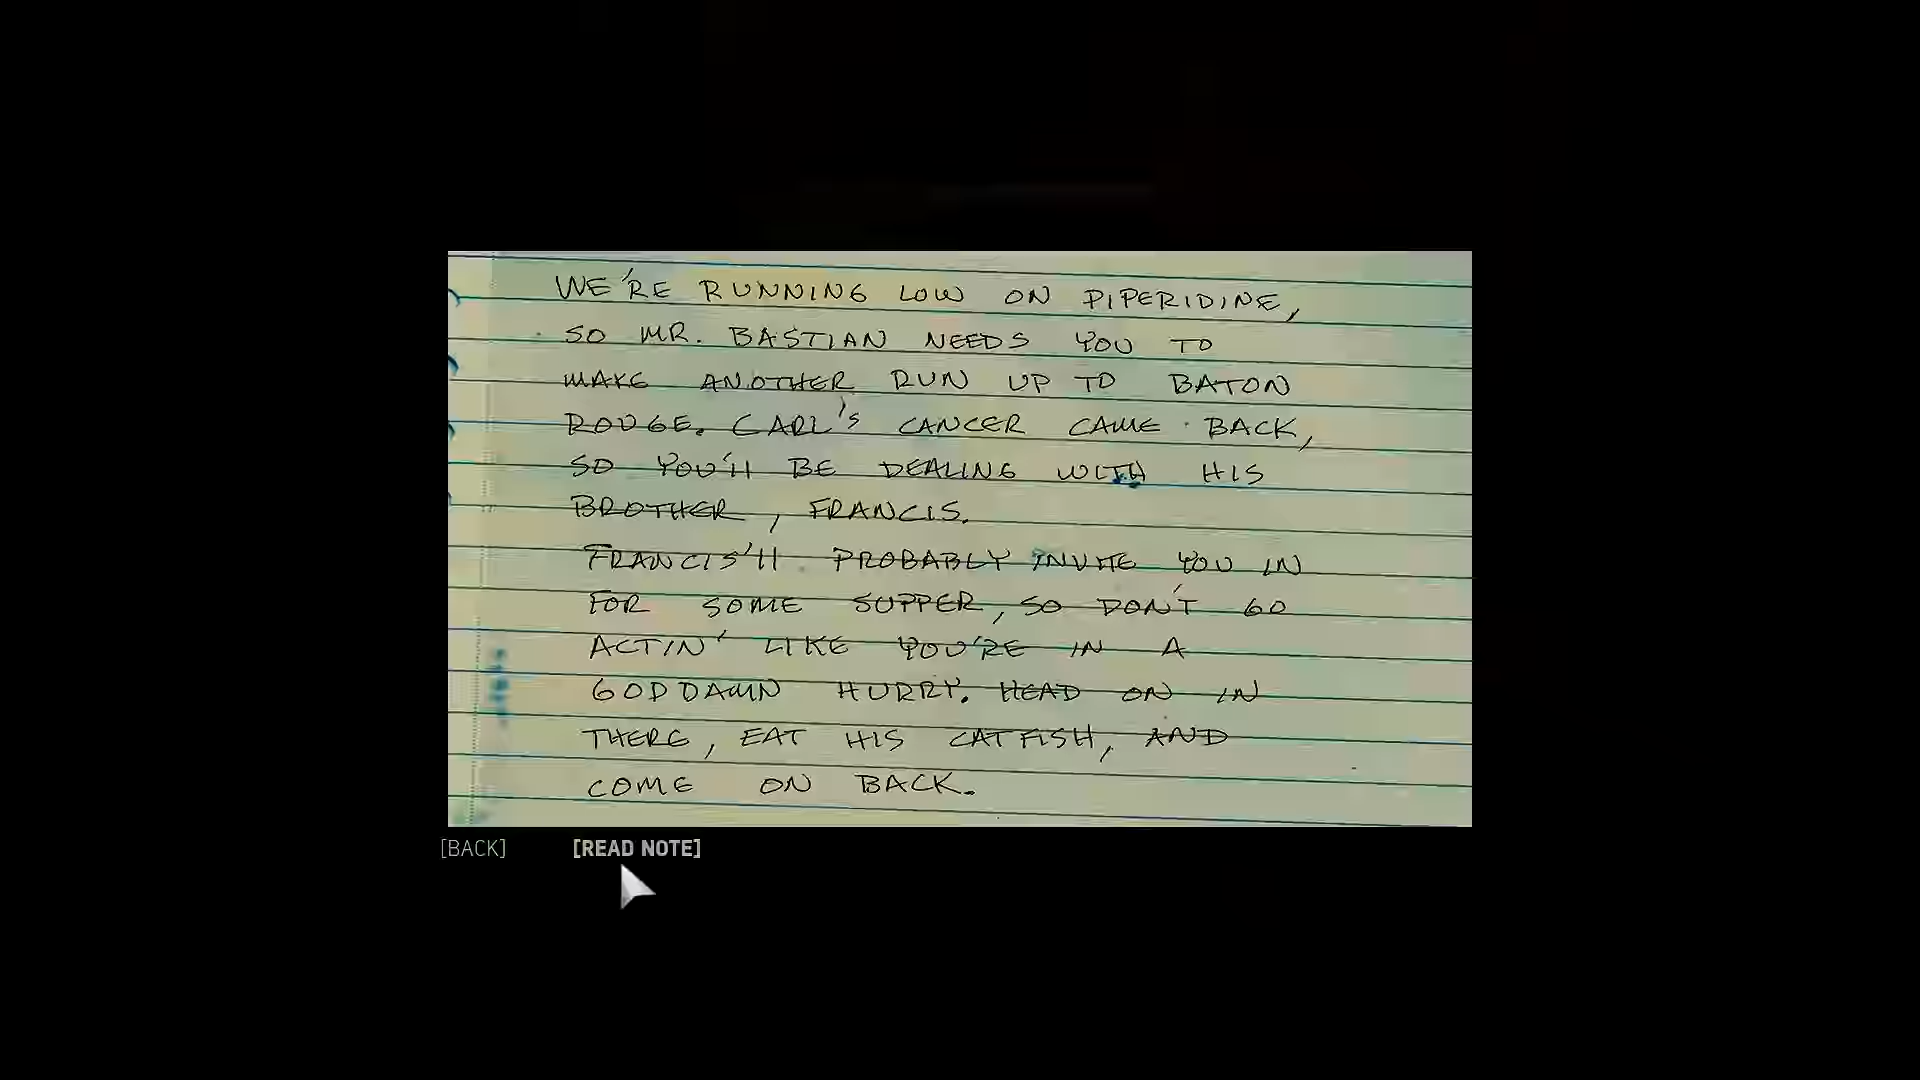 WE'RE RUNNING LOW ON PIPERIDINE,
SO MR. BASTIAN NEEDS YOU TO
MAKE ANOTHER RUN UP TO BATON
ROUGE. CARL'S CANCER CAME BACK,
SO YOU'll BE DEALING WITH HIS
BROTHER, FRANCIS.
FRANCIS'll PROBABLY INVITE YOU IN
FOR SOME SUPPER, SO DON'T GO
ACTIN' LIKE YOU'RE IN A
GODDAMN HURRY. HEAD ON IN
THERE, EAT HIS CATFISH, AND
COME ON BACK.
[BACK] [READ NOTE]